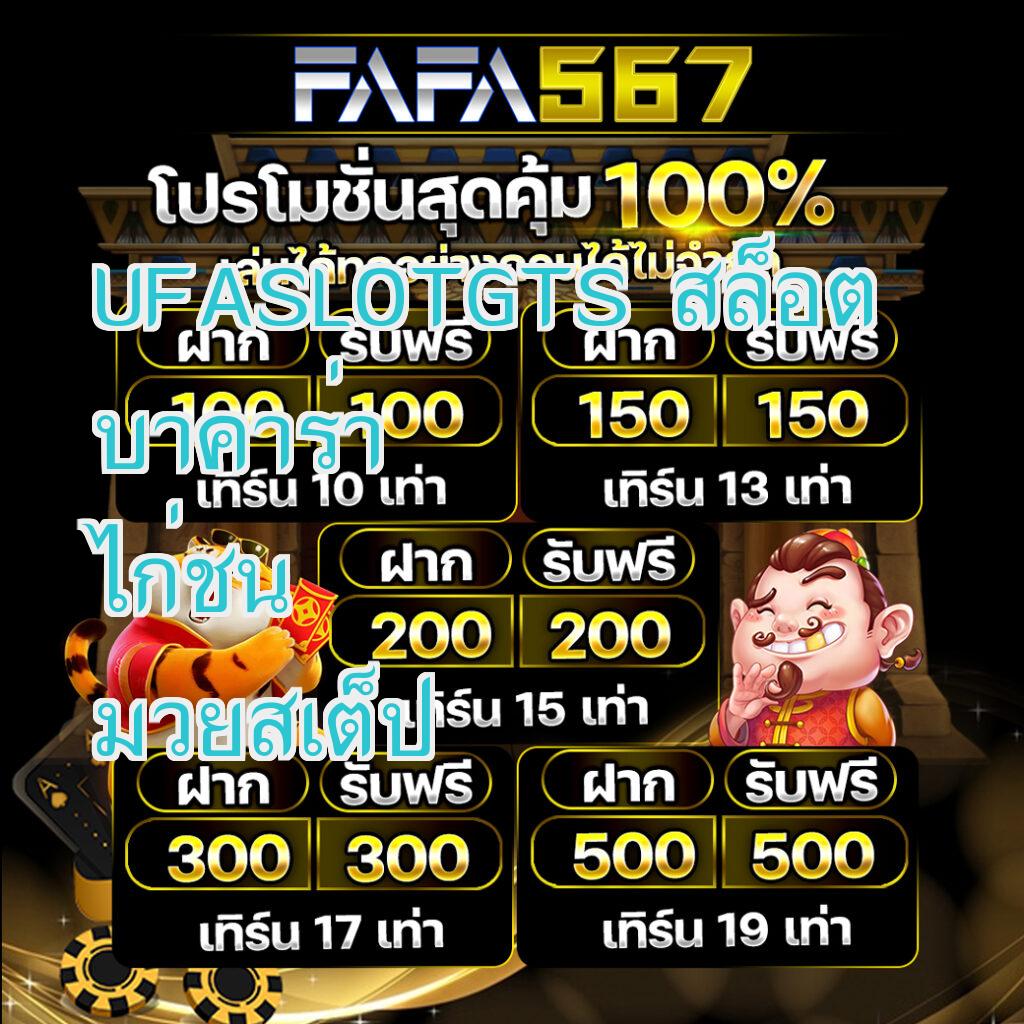 FAFA567
โปรโมชั่นสุดคุ้ม 100%
UFASLOTGTS สล็อต
ฝาก รับฟรี ฝาก รับฟรี
100 100 150 150
บาคาร่า
เทิร์น 10 เท่า เทิร์น 13 เท่า
ฝาก รับฟรี
ไก่ชน
200 200
เทิร์น 15 เท่า
มวยสเต็ป
ฝาก รับฟรี ฝาก รับฟรี
300 300 500 500
เทิร์น 17 เท่า เทิร์น 19 เท่า